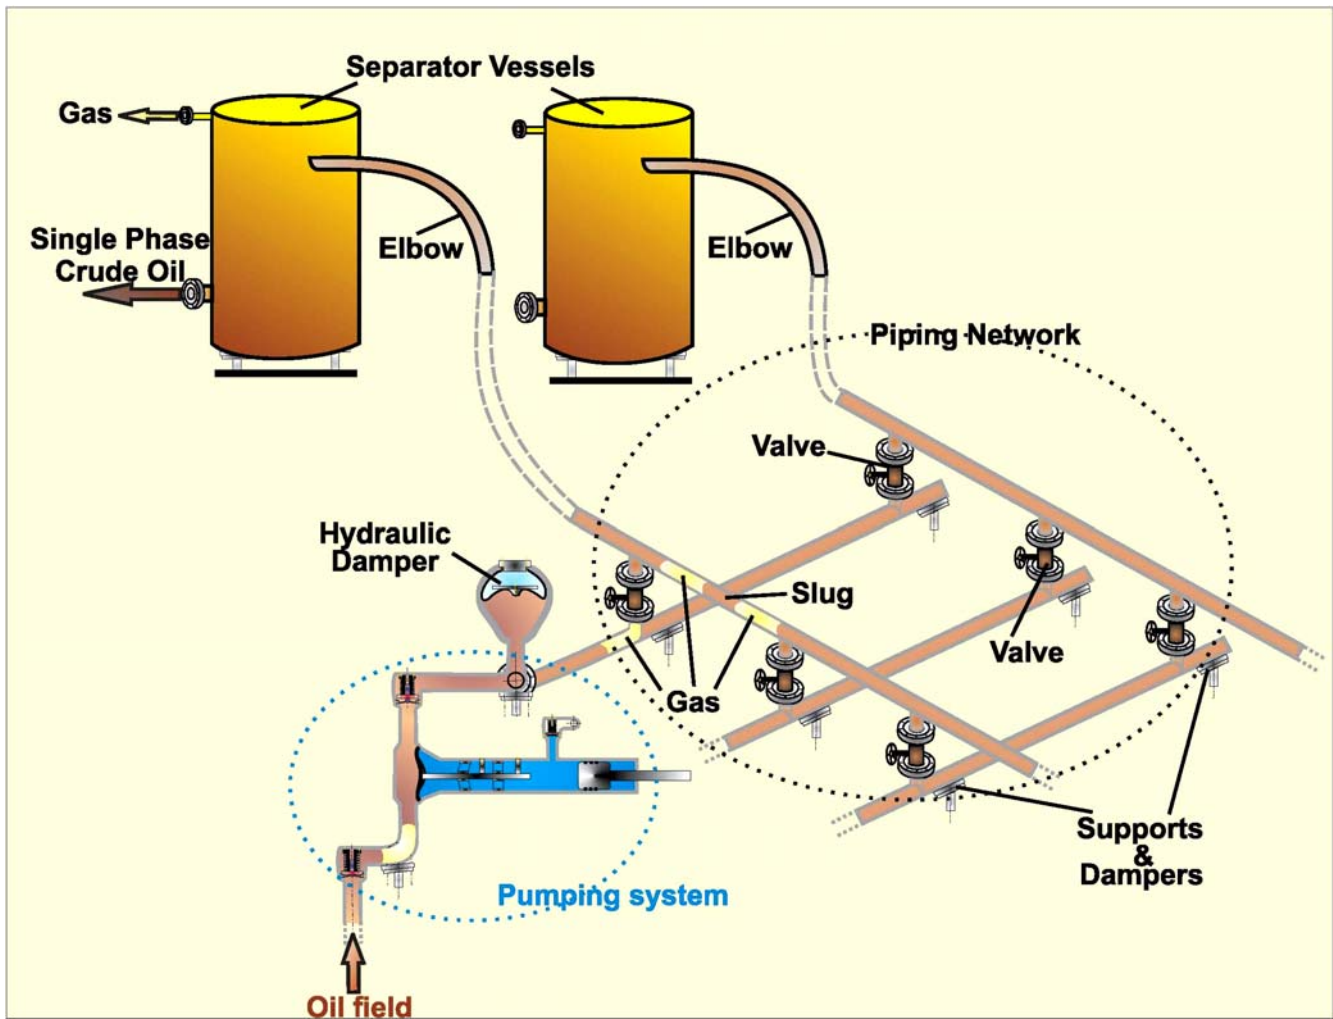 Separator Vessels
Gas
Single Phase
Crude Oil
Elbow
Elbow
Piping Network
Valve
Hydraulic
Damper
Slug
Valve
Gas
Supports
&
Dampers
Pumping system
Oil field